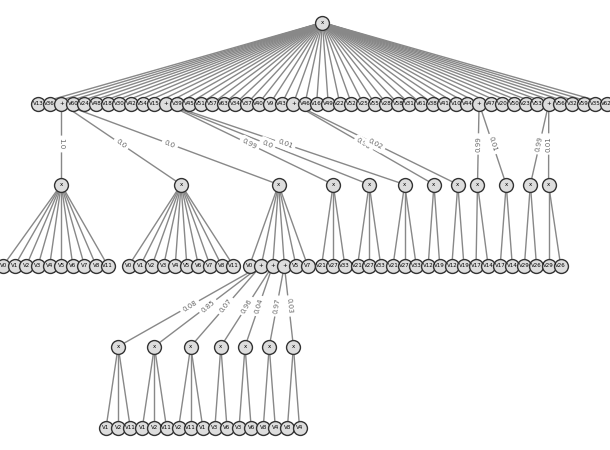 x
V13 V36 + V60 V24 V48 V18 V30 V42 V54 V15 + V39 V45 V51 V57 V63 V34 V37 V40 V9 V43 + V46 V16 V49 V22 V52 V25 V55 V28 V58 V31 V61 V38 V41 V10 V44 + V47 V20 V50 V23 V53 + V56 V32 V59 V35 V62
1.0 0.0 0.0 0.99 0.0 0.01 0.02 0.99 0.01 0.99 0.01
x x x x x x x x x x x x
V0 V1 V2 V3 V4 V5 V6 V7 V8 V11 V0 V1 V2 V3 V4 V5 V6 V7 V8 V11 V0 + + + V5 V7 V21 V27 V33 V21 V27 V33 V21 V27 V33 V12 V19 V12 V19 V17 V14 V17 V14 V29 V26 V29 V26
0.08 0.85 0.07 0.96 0.04 0.97 0.03
x x x x x x x
V1 V2 V11 V1 V2 V11 V2 V11 V1 V3 V6 V3 V6 V8 V4 V8 V4